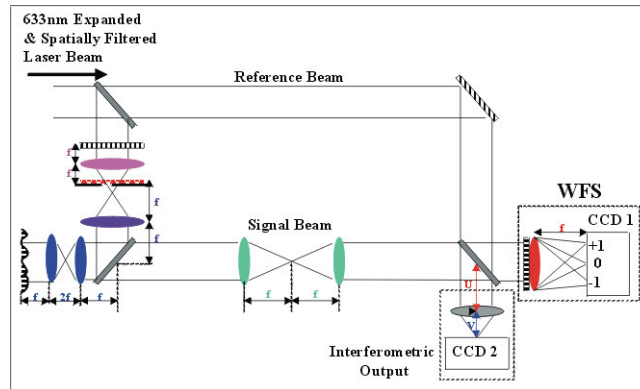 633nm Expanded
& Spatially Filtered
Laser Beam
Reference Beam
f
f
f
f
Signal Beam
WFS
f
CCD 1
+1
0
-1
U
V
f
2f
f
f
f
Interferometric
Output
CCD 2